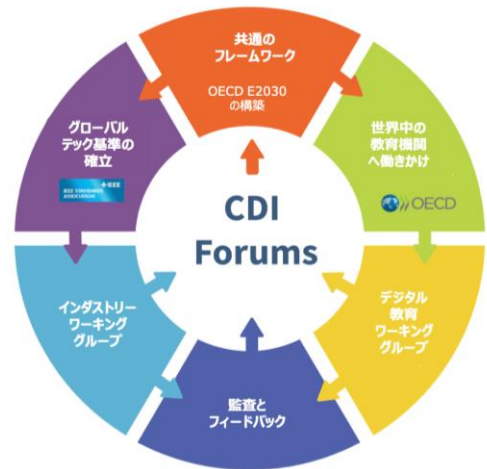 共通の
フレームワーク
OECD E2030
の構築
世界中の
教育機関
へ働きかけ
OECD
デジタル
教育
ワーキング
グループ
監査と
フィードバック
インダストリー
ワーキング
グループ
グローバル
テック基準の
確立
IEEE
IEEE STANDARDS
ASSOCIATION
CDI
Forums